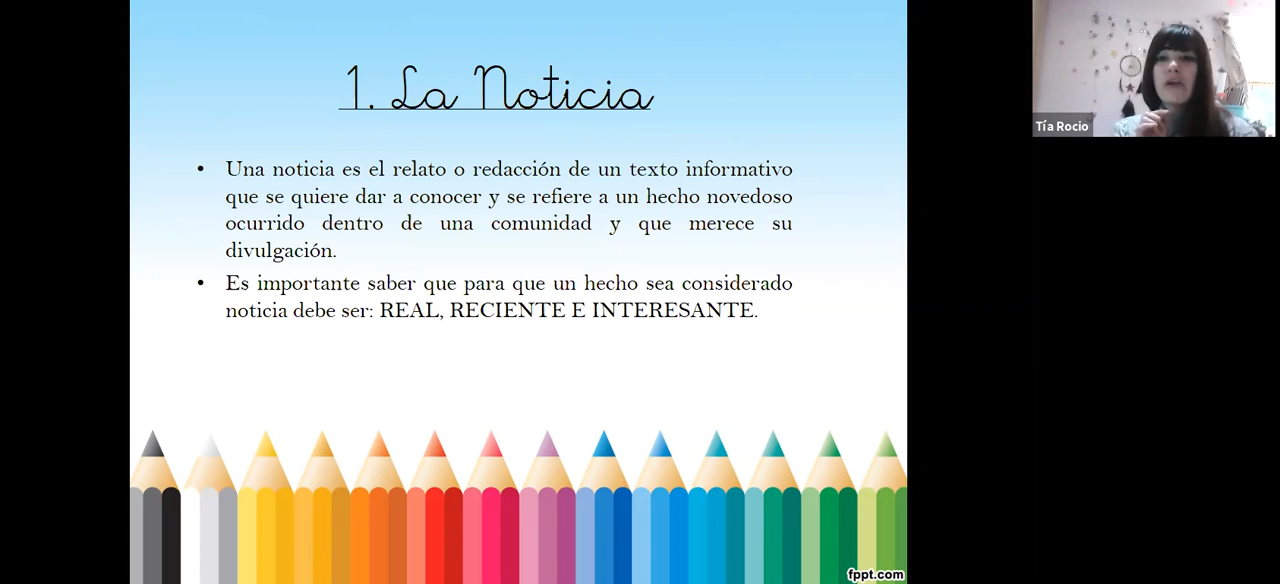 1. La Noticia
• Una noticia es el relato o redacción de un texto informativo
que se quiere dar a conocer y se refiere a un hecho novedoso
ocurrido dentro de una comunidad y que merece su
divulgación.
• Es importante saber que para que un hecho sea considerado
noticia debe ser: REAL, RECIENTE E INTERESANTE.
Tía Rocio
fppt.com